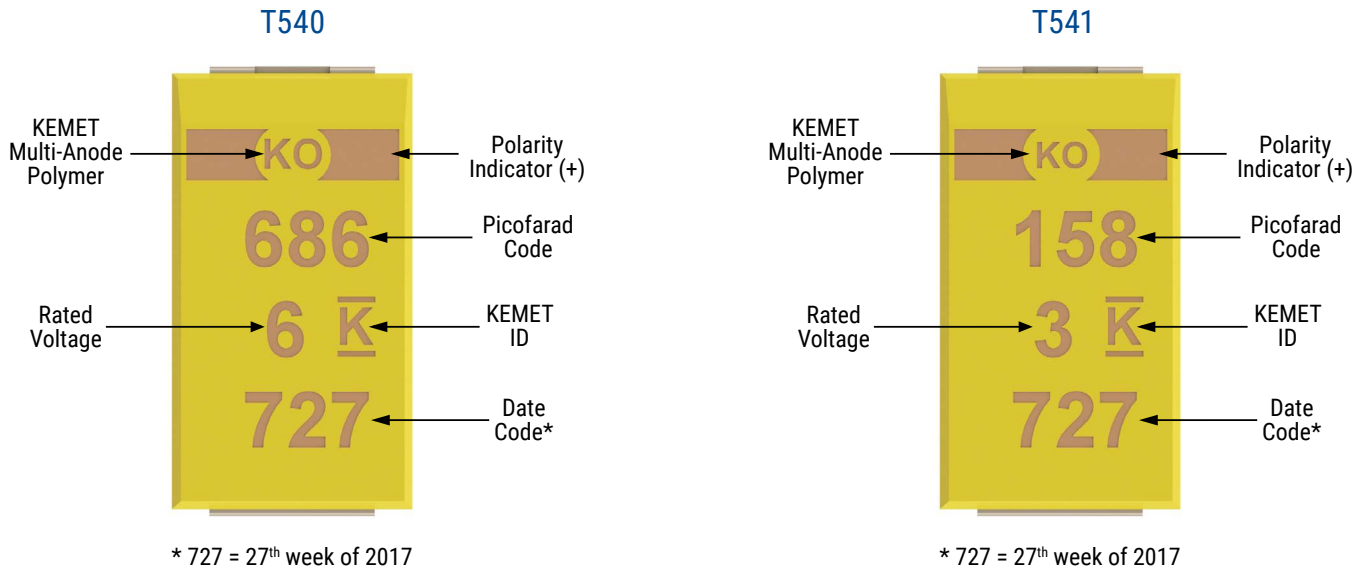 T540
KEMET
Multi-Anode
Polymer
KO
Polarity
Indicator (+)
686
Picofarad
Code
Rated
Voltage
6 K
KEMET
ID
727
Date
Code*
* 727 = 27th week of 2017
T541
KEMET
Multi-Anode
Polymer
KO
Polarity
Indicator (+)
158
Picofarad
Code
Rated
Voltage
3 K
KEMET
ID
727
Date
Code*
* 727 = 27th week of 2017